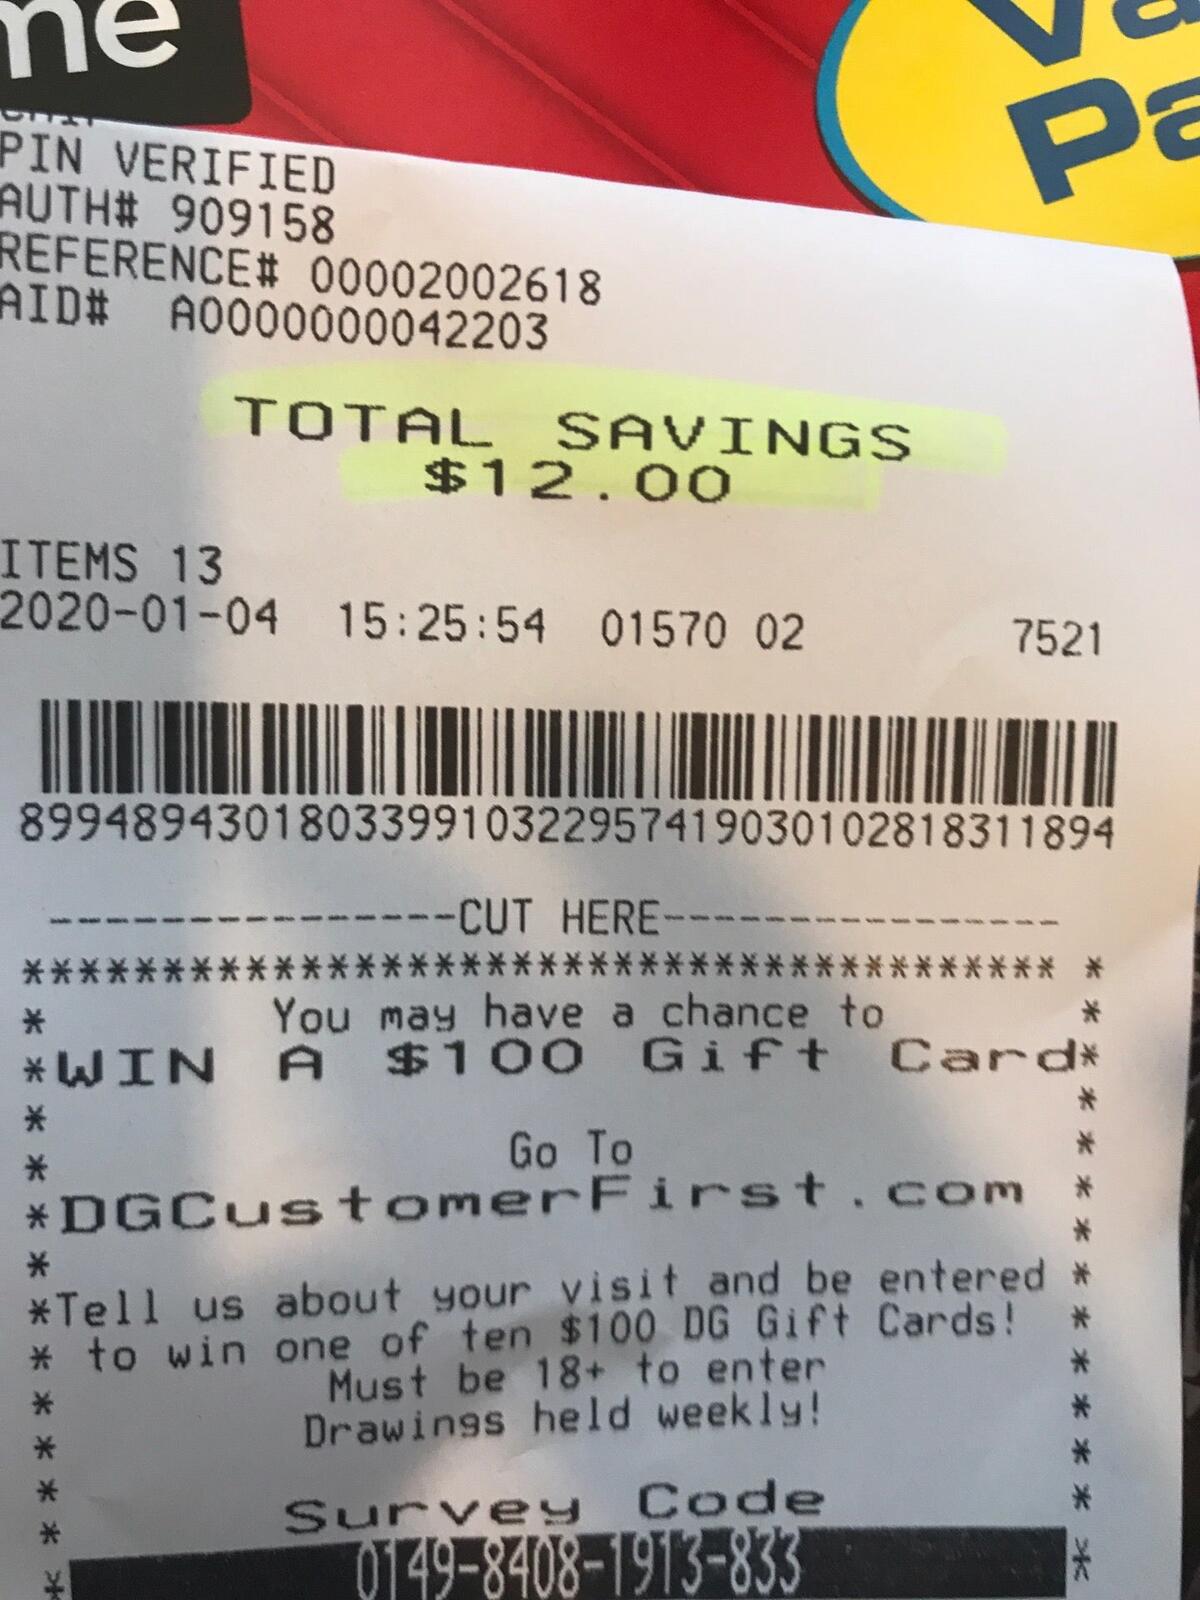 me
Va
Pa
PIN VERIFIED
AUTH# 909158
REFERENCE# 00002002618
AID# A0000000042203
TOTAL SAVINGS
$12.00
ITEMS 13
2020-01-04 15:25:54 01570 02 7521
899489430180339910322957419030102818311894
---------------CUT HERE---------------
*************************************** *
* You may have a chance to *
*WIN A $100 Gift Card*
* *
* Go To *
*DGCustomerFirst.com *
* *
*Tell us about your visit and be entered *
* to win one of ten $100 DG Gift Cards! *
* Must be 18+ to enter *
* Drawings held weekly! *
* *
* Survey Code *
* 0149-8408-1913-833 *